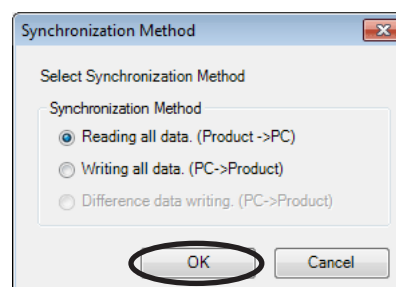 Synchronization Method
Select Synchronization Method
Synchronization Method
Reading all data. (Product ->PC)
Writing all data. (PC->Product)
Difference data writing. (PC->Product)
OK Cancel